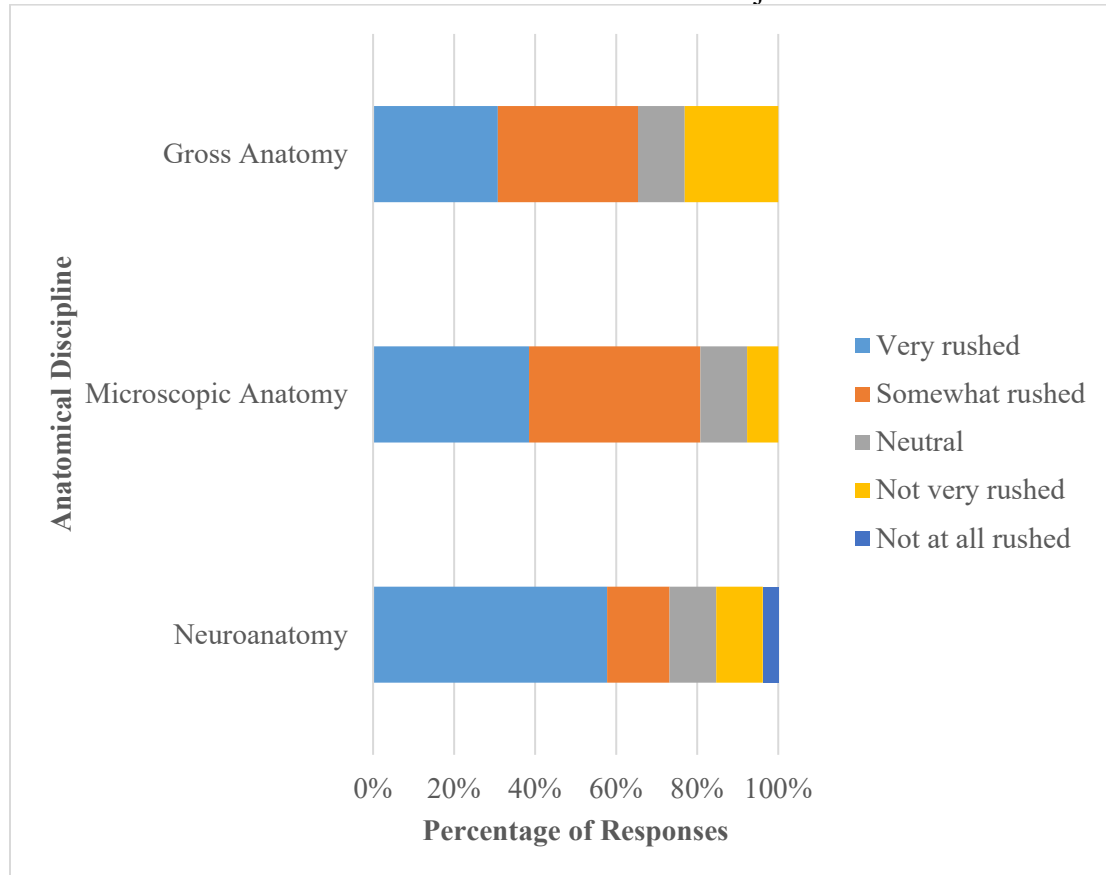 Gross Anatomy
Microscopic Anatomy
Neuroanatomy
Anatomical Discipline
0% 20% 40% 60% 80% 100%
Percentage of Responses
Very rushed
Somewhat rushed
Neutral
Not very rushed
Not at all rushed